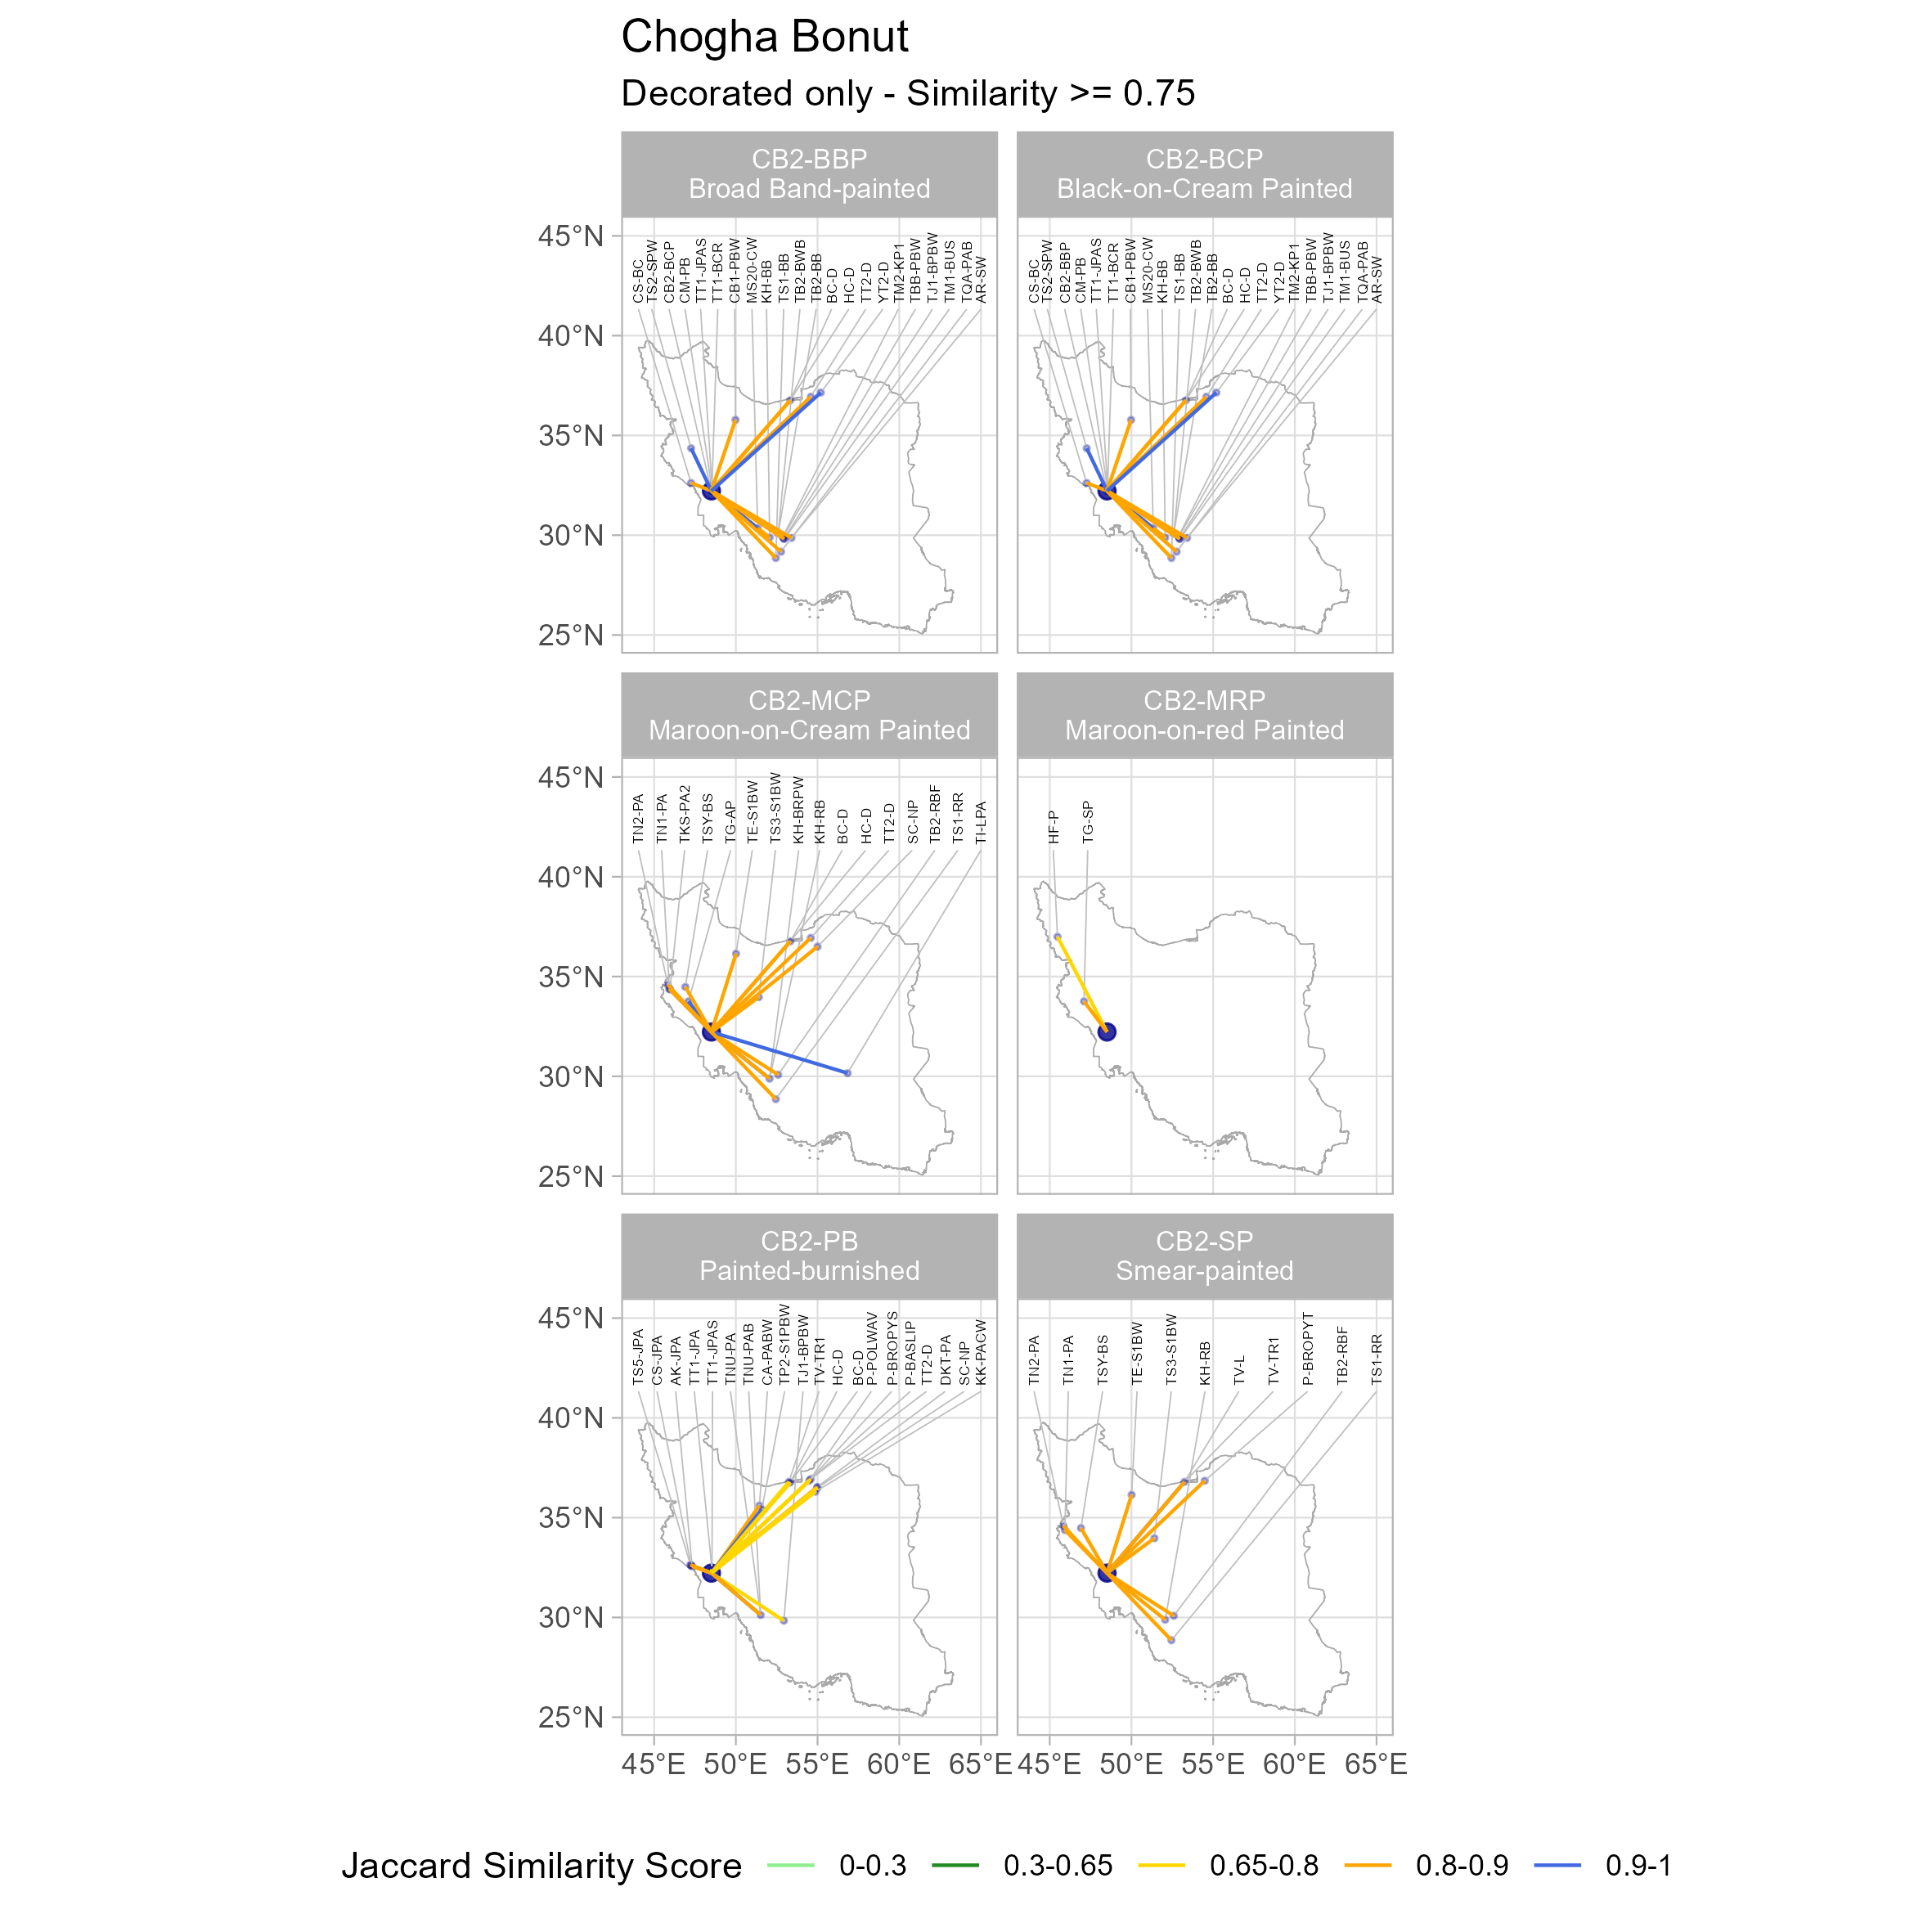 Chogha Bonut
Decorated only - Similarity >= 0.75
CB2-BBP
Broad Band-painted
CB2-BCP
Black-on-Cream Painted
45°N
40°N
35°N
30°N
25°N
CS-BC
TS2-SPW
CB2-BCP
CM-PB
TT1-JPAS
TT1-BCR
CB1-PBW
MS20-CW
KH-BB
TS1-BB
TB2-BWB
TB2-BB
BC-D
HC-D
TT2-D
YT2-D
TM2-KP1
TBB-PBW
TJ1-BPBW
TM1-BUS
TQA-PAB
AR-SW
CS-BC
TS2-SPW
CB2-BBP
CM-PB
TT1-JPAS
TT1-BCR
CB1-PBW
MS20-CW
KH-BB
TS1-BB
TB2-BWB
TB2-BB
BC-D
HC-D
TT2-D
YT2-D
TM2-KP1
TBB-PBW
TJ1-BPBW
TM1-BUS
TQA-PAB
AR-SW
CB2-MCP
Maroon-on-Cream Painted
CB2-MRP
Maroon-on-red Painted
45°N
40°N
35°N
30°N
25°N
TN2-PA
TN1-PA
TKS-PA2
TSY-BS
TG-AP
TE-S1BW
TS3-S1BW
KH-BRPW
KH-RB
BC-D
HC-D
TT2-D
SC-NP
TB2-RBF
TS1-RR
TI-LPA
HF-P
TG-SP
CB2-PB
Painted-burnished
CB2-SP
Smear-painted
45°N
40°N
35°N
30°N
25°N
TS5-JPA
CS-JPA
AK-JPA
TT1-JPA
TT1-JPAS
TNU-PA
TNU-PAB
CA-PABW
TP2-S1PBW
TJ1-BPBW
TV-TR1
HC-D
BC-D
P-POLWAV
P-BROPYS
P-BASLIP
TT2-D
DKT-PA
SC-NP
KK-PACW
TN2-PA
TN1-PA
TSY-BS
TE-S1BW
TS3-S1BW
KH-RB
TV-L
TV-TR1
P-BROPYT
TB2-RBF
TS1-RR
45°E 50°E 55°E 60°E 65°E 45°E 50°E 55°E 60°E 65°E
Jaccard Similarity Score 0-0.3 0.3-0.65 0.65-0.8 0.8-0.9 0.9-1